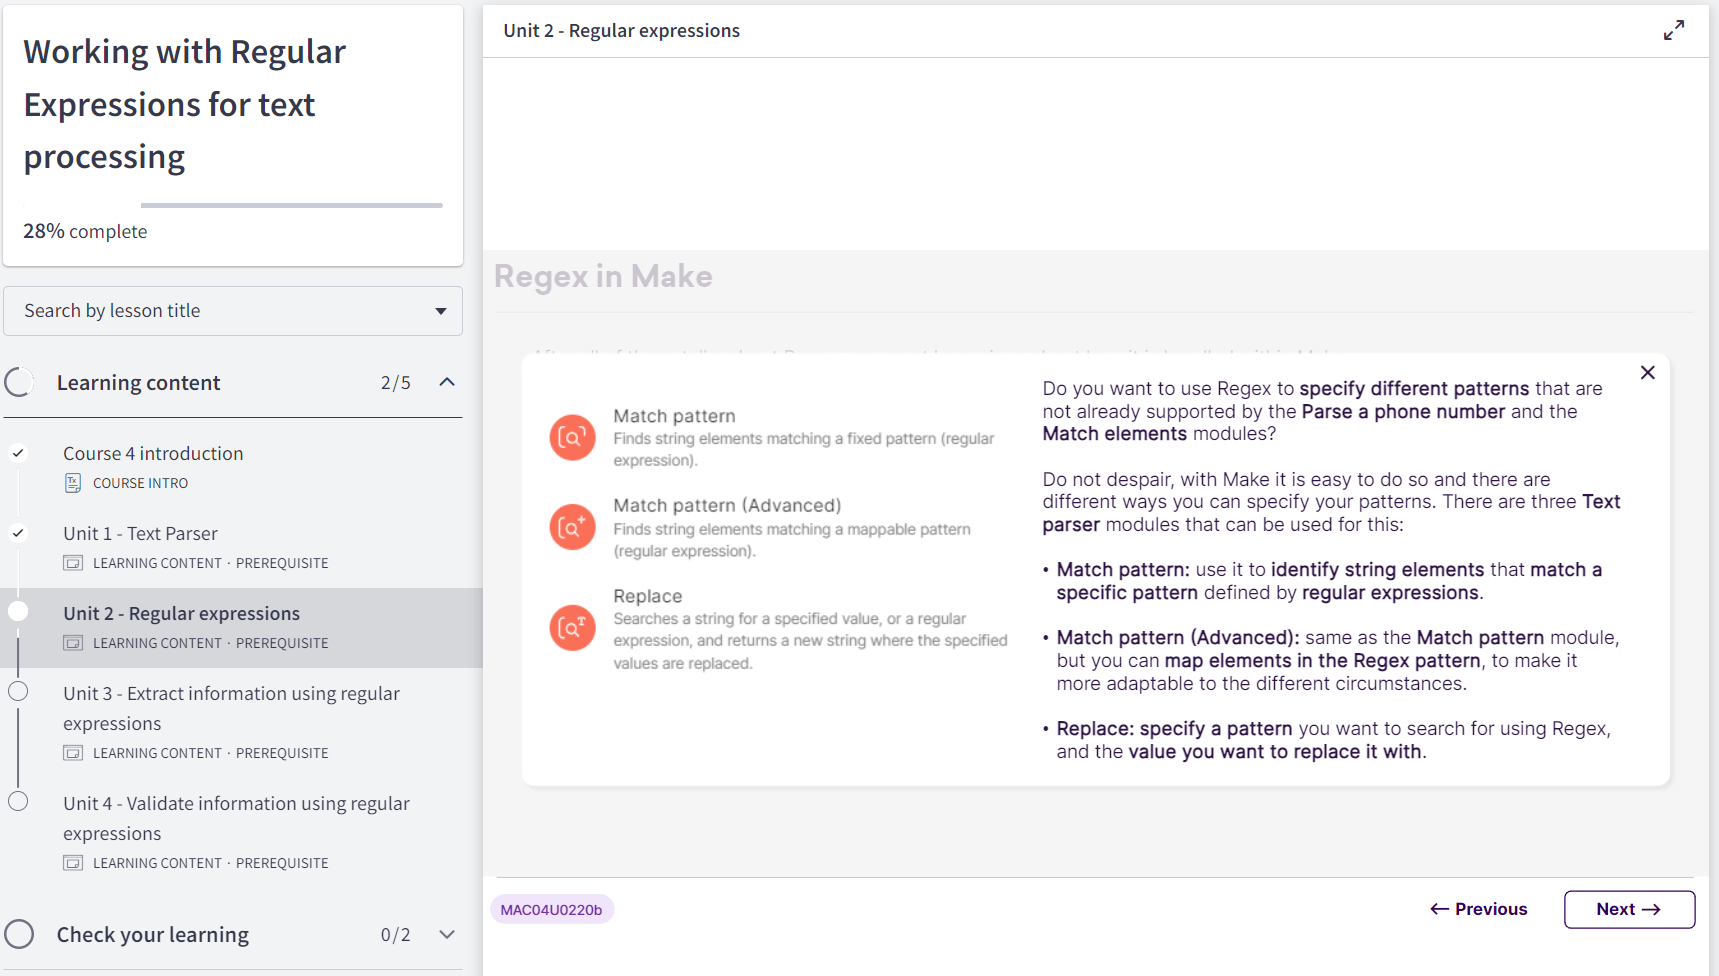 Working with Regular
Expressions for text
processing
28% complete
Search by lesson title
Learning content 2/5
Course 4 introduction
COURSE INTRO
Unit 1 - Text Parser
LEARNING CONTENT · PREREQUISITE
Unit 2 - Regular expressions
LEARNING CONTENT · PREREQUISITE
Unit 3 - Extract information using regular
expressions
LEARNING CONTENT · PREREQUISITE
Unit 4 - Validate information using regular
expressions
LEARNING CONTENT · PREREQUISITE
Check your learning 0/2
Unit 2 - Regular expressions
Regex in Make
Match pattern
Finds string elements matching a fixed pattern (regular
expression).
Match pattern (Advanced)
Finds string elements matching a mappable pattern
(regular expression).
Replace
Searches a string for a specified value, or a regular
expression, and returns a new string where the specified
values are replaced.
Do you want to use Regex to specify different patterns that are
not already supported by the Parse a phone number and the
Match elements modules?
Do not despair, with Make it is easy to do so and there are
different ways you can specify your patterns. There are three Text
parser modules that can be used for this:
• Match pattern: use it to identify string elements that match a
specific pattern defined by regular expressions.
• Match pattern (Advanced): same as the Match pattern module,
but you can map elements in the Regex pattern, to make it
more adaptable to the different circumstances.
• Replace: specify a pattern you want to search for using Regex,
and the value you want to replace it with.
MAC04U0220b
← Previous
Next →